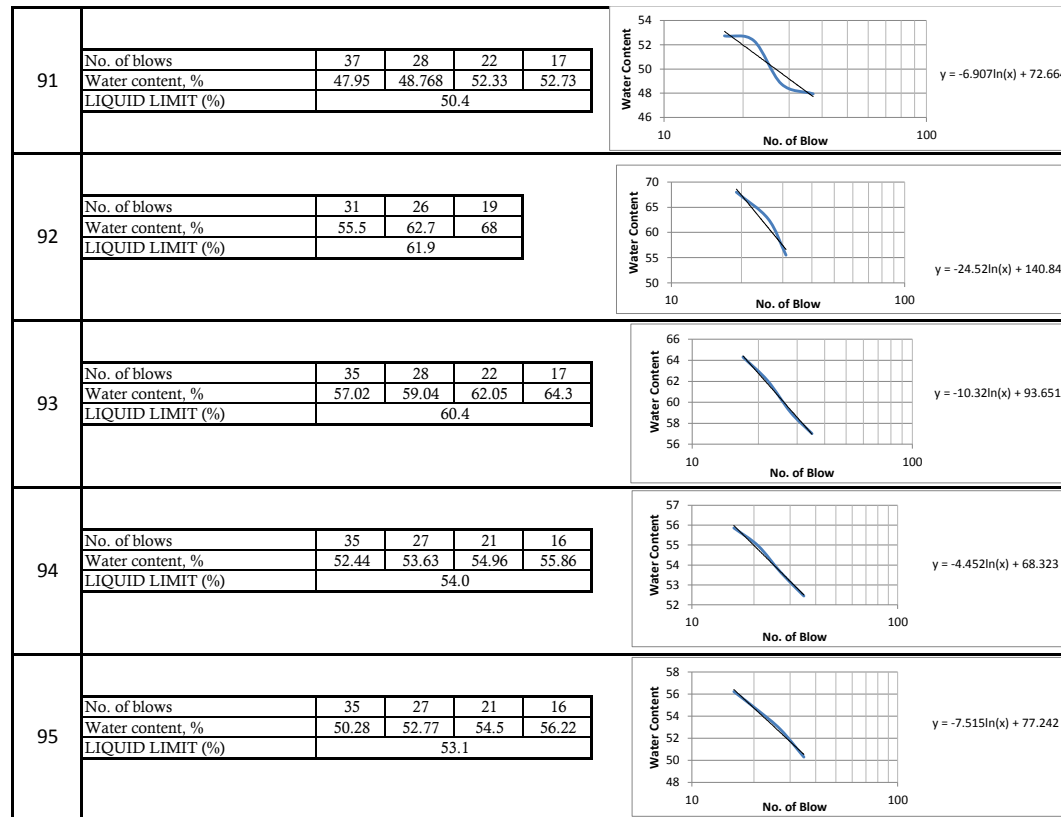 91
No. of blows 37 28 22 17
Water content, % 47.95 48.768 52.33 52.73
LIQUID LIMIT (%) 50.4
54
52
50
48
46
Water Content
10 100
No. of Blow
y = -6.907ln(x) + 72.664
92
No. of blows 31 26 19
Water content, % 55.5 62.7 68
LIQUID LIMIT (%) 61.9
70
65
60
55
50
Water Content
10 100
No. of Blow
y = -24.52ln(x) + 140.84
93
No. of blows 35 28 22 17
Water content, % 57.02 59.04 62.05 64.3
LIQUID LIMIT (%) 60.4
66
64
62
60
58
56
Water Content
10 100
No. of Blow
y = -10.32ln(x) + 93.651
94
No. of blows 35 27 21 16
Water content, % 52.44 53.63 54.96 55.86
LIQUID LIMIT (%) 54.0
57
56
55
54
53
52
Water Content
10 100
No. of Blow
y = -4.452ln(x) + 68.323
95
No. of blows 35 27 21 16
Water content, % 50.28 52.77 54.5 56.22
LIQUID LIMIT (%) 53.1
58
56
54
52
50
48
Water Content
10 100
No. of Blow
y = -7.515ln(x) + 77.242